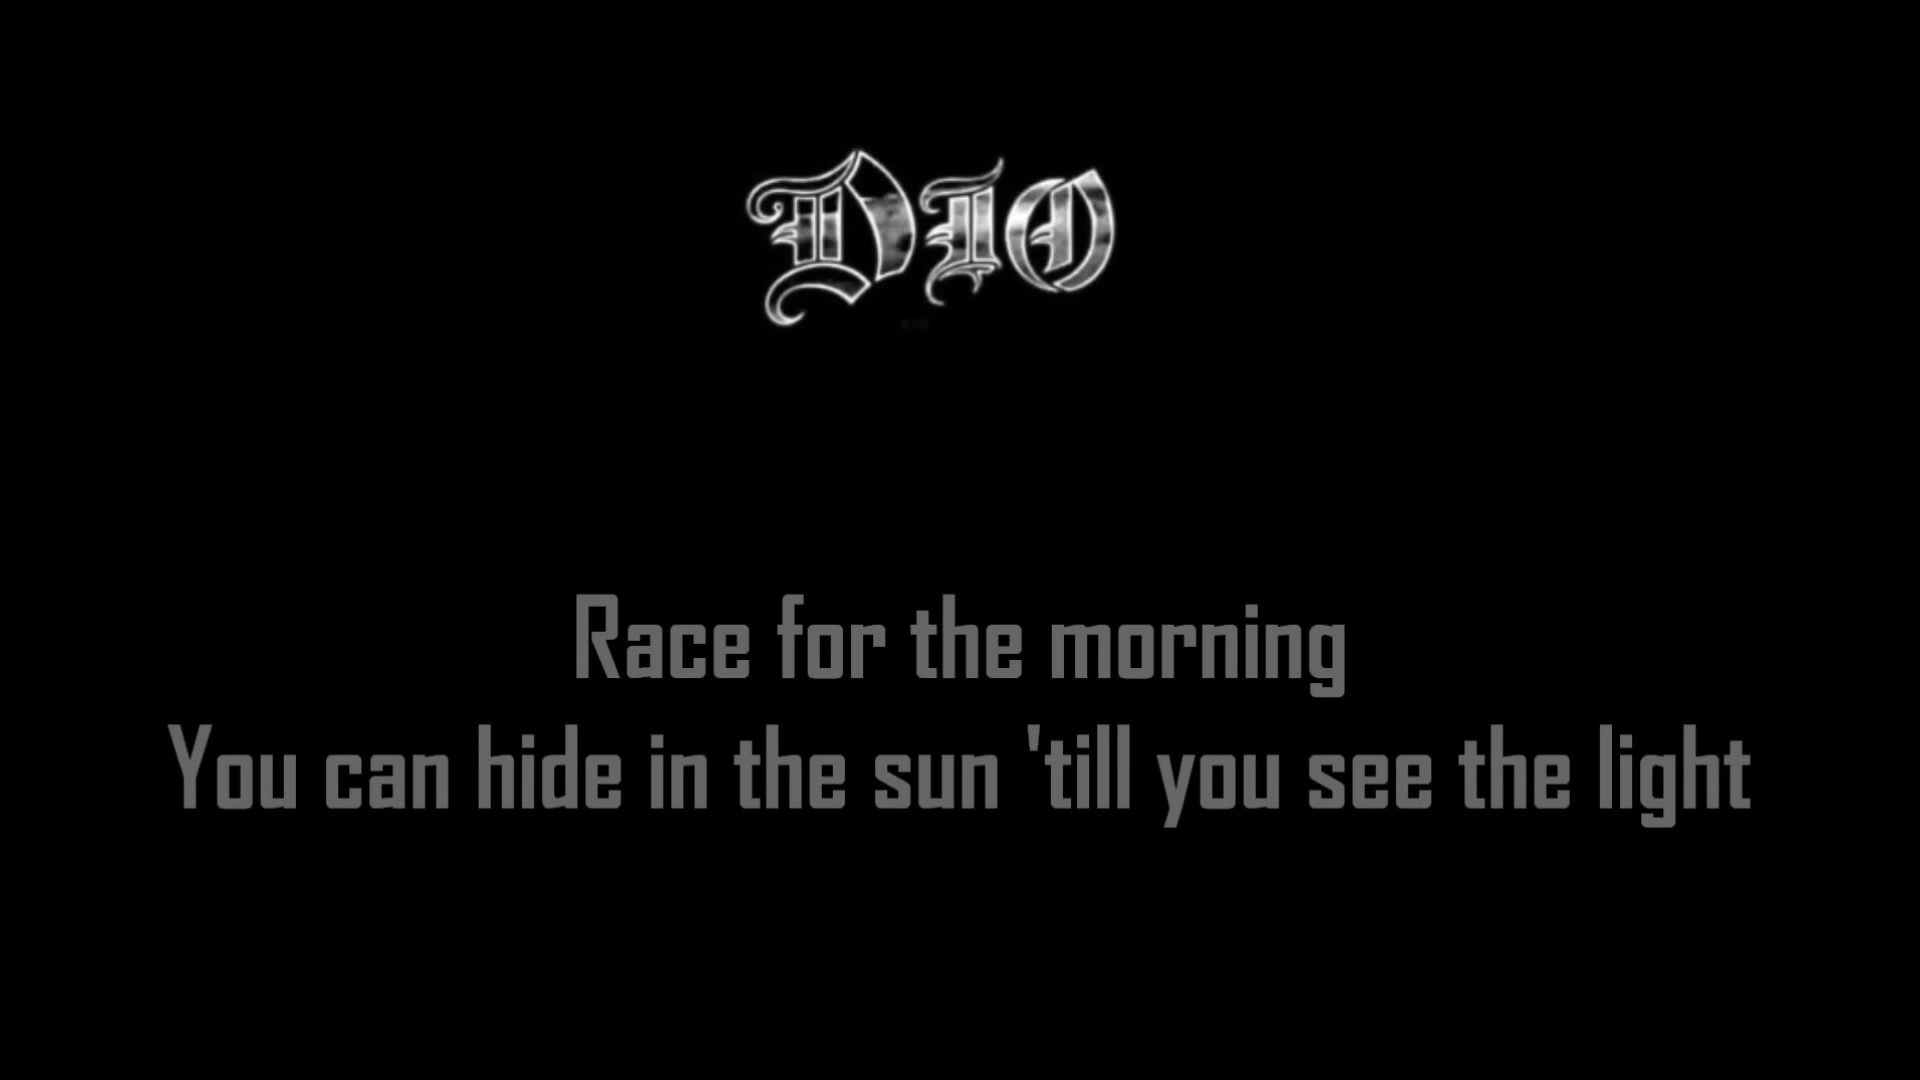 DIO
Race for the morning
You can hide in the sun 'till you see the light